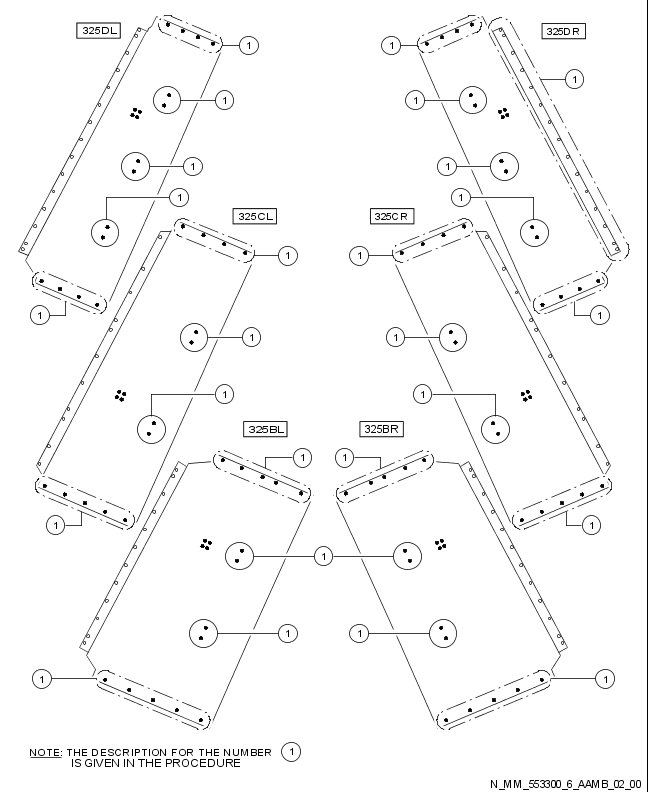 325DL
325DR
1
1
1
1
1
1
1
1
1
325CL
325CR
1
1
1
1
1
1
1
1
325BL
325BR
1
1
1
1
1
1
1
1
1
NOTE: THE DESCRIPTION FOR THE NUMBER 1
IS GIVEN IN THE PROCEDURE
N_MM_553300_6_AAMB_02_00